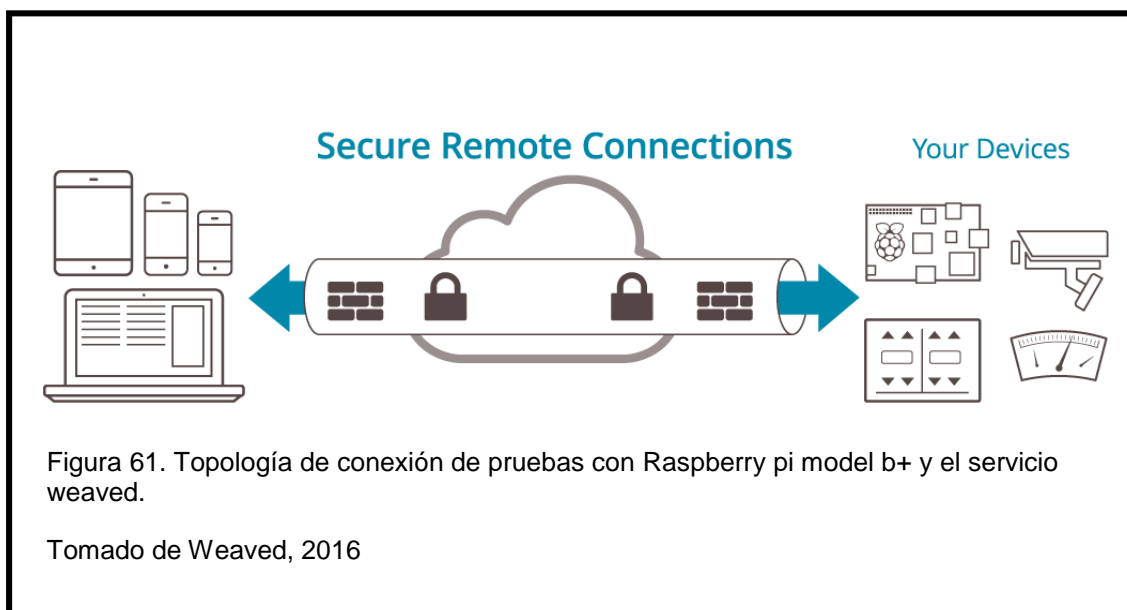 Secure Remote Connections
Your Devices
Figura 61. Topología de conexión de pruebas con Raspberry pi model b+ y el servicio
weaved.
Tomado de Weaved, 2016